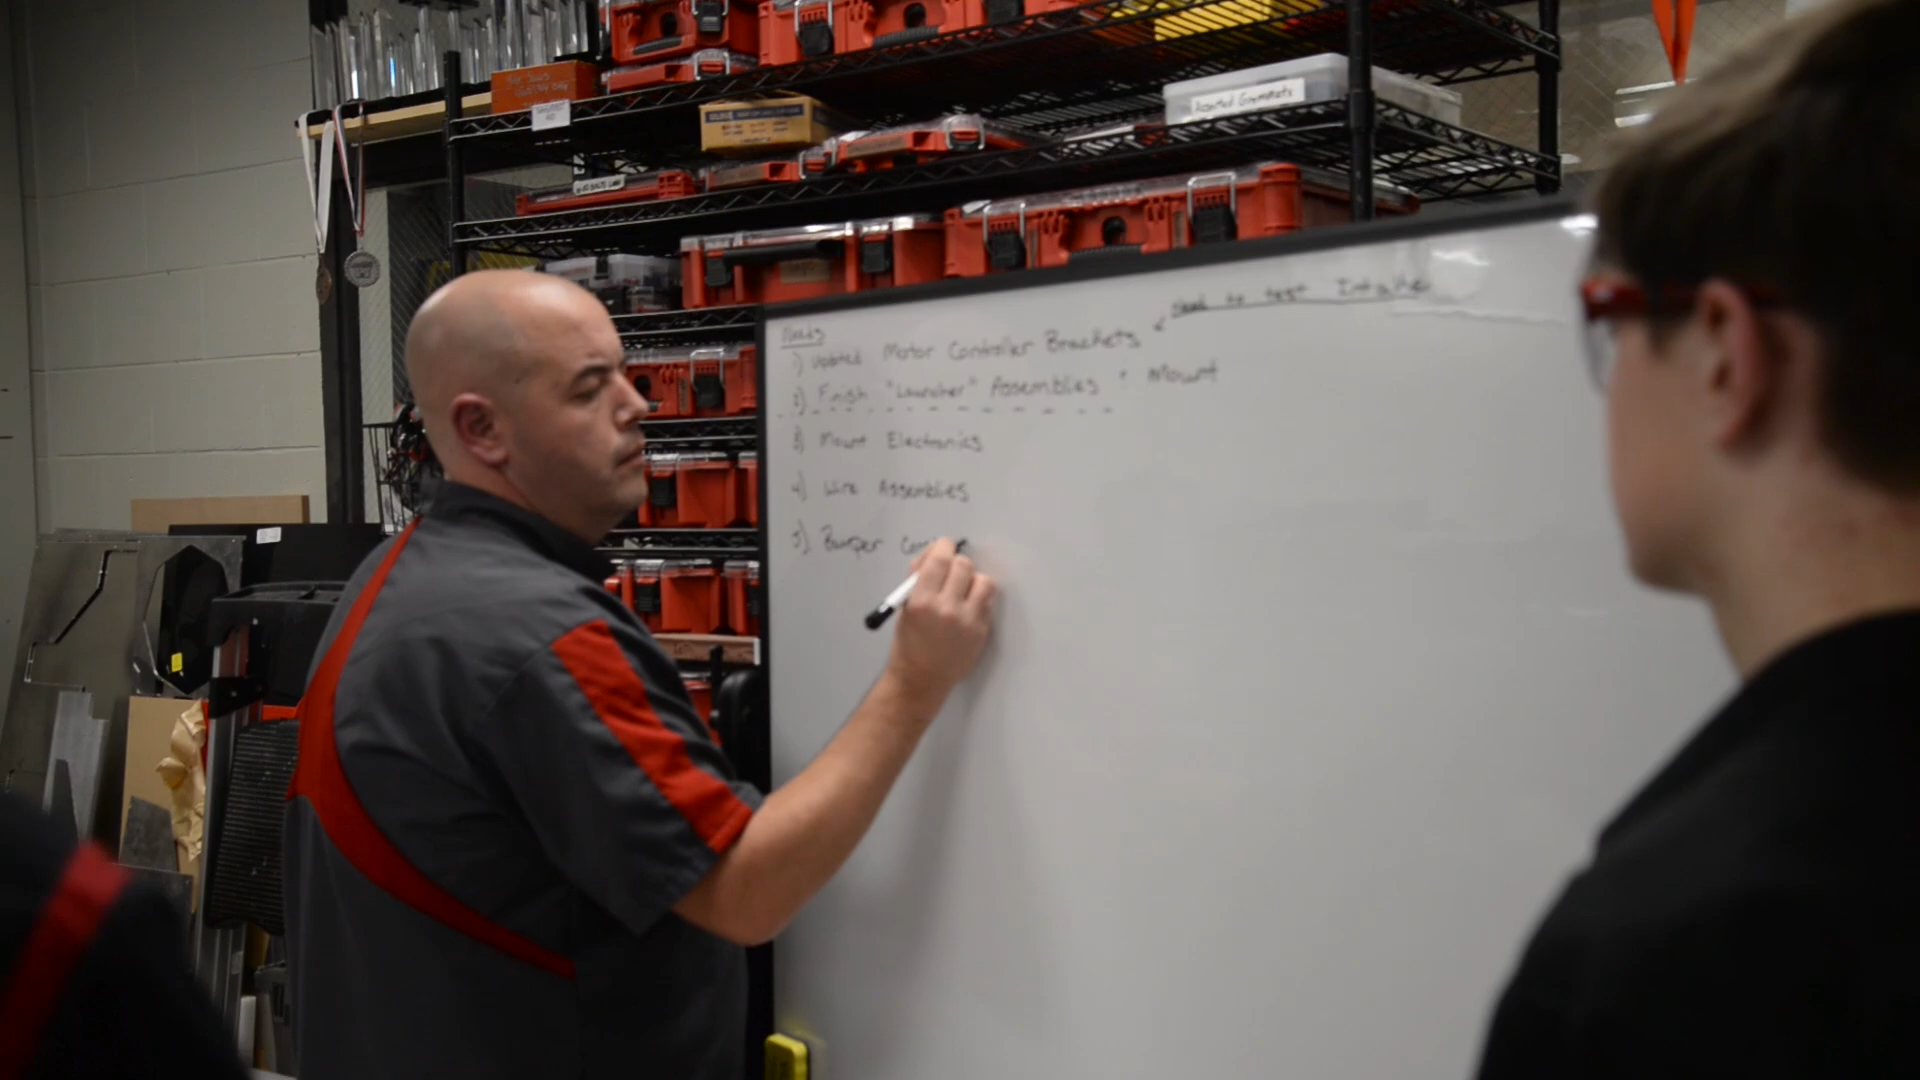 Assorted Grommets
need to test Intake
Needs
1) Updated Motor Controller Brackets
2) Finish "Launcher" Assemblies + Mount
3) Mount Electronics
4) Wire Assemblies
5) Bumper